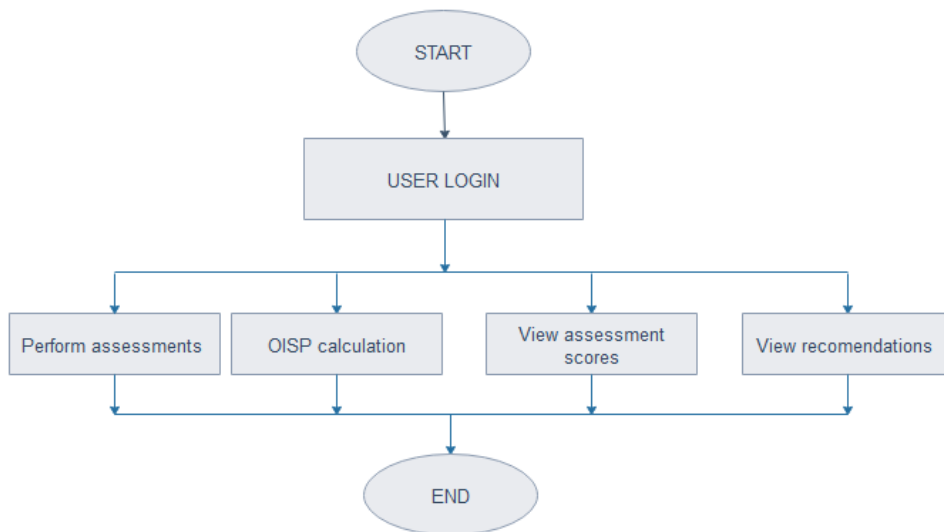 START
USER LOGIN
Perform assessments
OISP calculation
View assessment
scores
View recomendations
END